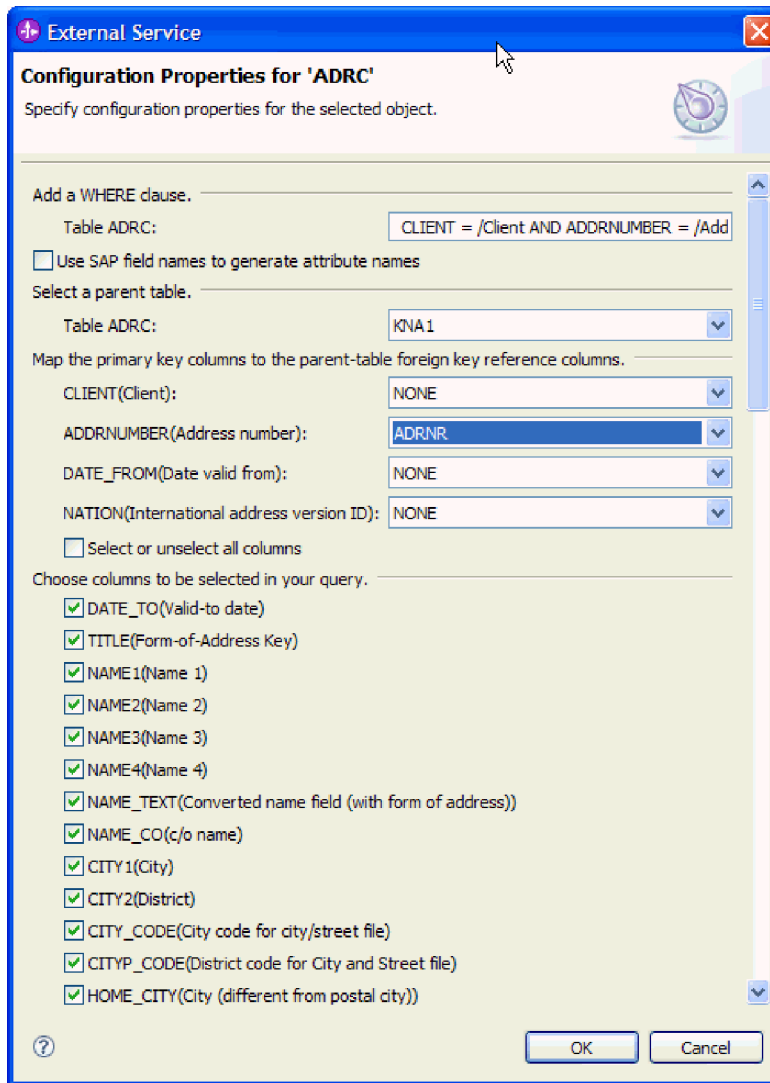 External Service
Configuration Properties for 'ADRC'
Specify configuration properties for the selected object.
Add a WHERE clause.
Table ADRC: CLIENT = /Client AND ADDRNUMBER = /Add
Use SAP field names to generate attribute names
Select a parent table.
Table ADRC: KNA1
Map the primary key columns to the parent-table foreign key reference columns.
CLIENT(Client): NONE
ADDRNUMBER(Address number): ADRNR
DATE_FROM(Date valid from): NONE
NATION(International address version ID): NONE
Select or unselect all columns
Choose columns to be selected in your query.
DATE_TO(Valid-to date)
TITLE(Form-of-Address Key)
NAME1(Name 1)
NAME2(Name 2)
NAME3(Name 3)
NAME4(Name 4)
NAME_TEXT(Converted name field (with form of address))
NAME_CO(c/o name)
CITY1(City)
CITY2(District)
CITY_CODE(City code for city/street file)
CITYP_CODE(District code for City and Street file)
HOME_CITY(City (different from postal city))
?
OK Cancel